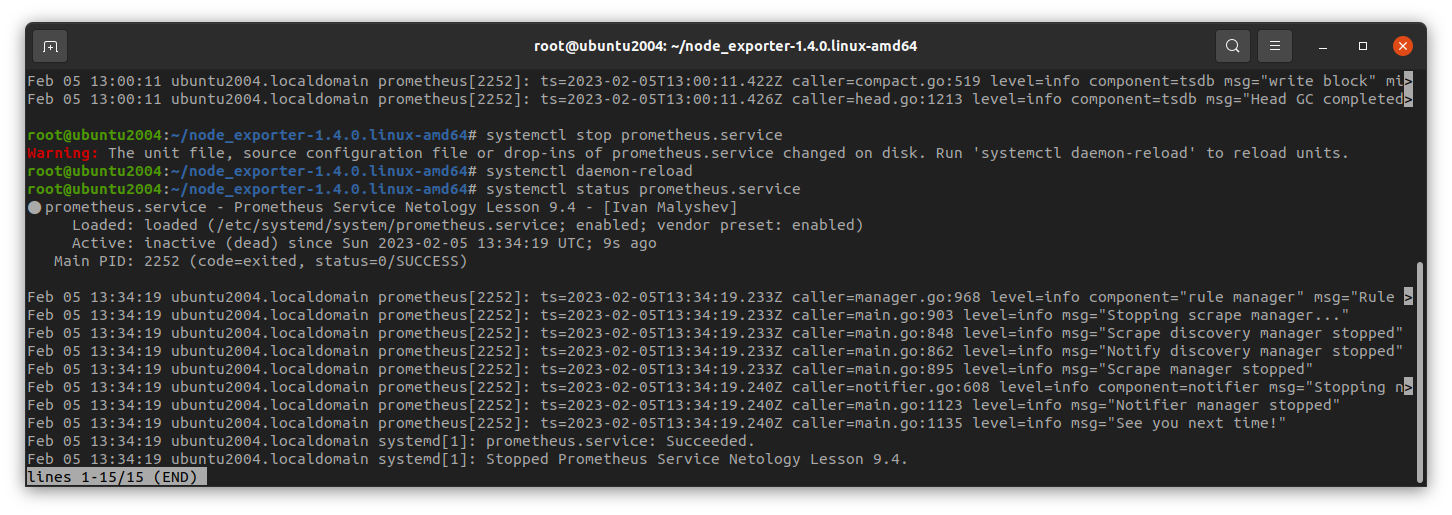 root@ubuntu2004: ~/node_exporter-1.4.0.linux-amd64
Feb 05 13:00:11 ubuntu2004.localdomain prometheus[2252]: ts=2023-02-05T13:00:11.422Z caller=compact.go:519 level=info component=tsdb msg="write block" mi>
Feb 05 13:00:11 ubuntu2004.localdomain prometheus[2252]: ts=2023-02-05T13:00:11.426Z caller=head.go:1213 level=info component=tsdb msg="Head GC completed>
root@ubuntu2004:~/node_exporter-1.4.0.linux-amd64# systemctl stop prometheus.service
Warning: The unit file, source configuration file or drop-ins of prometheus.service changed on disk. Run 'systemctl daemon-reload' to reload units.
root@ubuntu2004:~/node_exporter-1.4.0.linux-amd64# systemctl daemon-reload
root@ubuntu2004:~/node_exporter-1.4.0.linux-amd64# systemctl status prometheus.service
● prometheus.service - Prometheus Service Netology Lesson 9.4 - [Ivan Malyshev]
Loaded: loaded (/etc/systemd/system/prometheus.service; enabled; vendor preset: enabled)
Active: inactive (dead) since Sun 2023-02-05 13:34:19 UTC; 9s ago
Main PID: 2252 (code=exited, status=0/SUCCESS)
Feb 05 13:34:19 ubuntu2004.localdomain prometheus[2252]: ts=2023-02-05T13:34:19.233Z caller=manager.go:968 level=info component="rule manager" msg="Rule >
Feb 05 13:34:19 ubuntu2004.localdomain prometheus[2252]: ts=2023-02-05T13:34:19.233Z caller=main.go:903 level=info msg="Stopping scrape manager..."
Feb 05 13:34:19 ubuntu2004.localdomain prometheus[2252]: ts=2023-02-05T13:34:19.233Z caller=main.go:848 level=info msg="Scrape discovery manager stopped"
Feb 05 13:34:19 ubuntu2004.localdomain prometheus[2252]: ts=2023-02-05T13:34:19.233Z caller=main.go:862 level=info msg="Notify discovery manager stopped"
Feb 05 13:34:19 ubuntu2004.localdomain prometheus[2252]: ts=2023-02-05T13:34:19.233Z caller=main.go:895 level=info msg="Scrape manager stopped"
Feb 05 13:34:19 ubuntu2004.localdomain prometheus[2252]: ts=2023-02-05T13:34:19.240Z caller=notifier.go:608 level=info component=notifier msg="Stopping n>
Feb 05 13:34:19 ubuntu2004.localdomain prometheus[2252]: ts=2023-02-05T13:34:19.240Z caller=main.go:1123 level=info msg="Notifier manager stopped"
Feb 05 13:34:19 ubuntu2004.localdomain prometheus[2252]: ts=2023-02-05T13:34:19.240Z caller=main.go:1135 level=info msg="See you next time!"
Feb 05 13:34:19 ubuntu2004.localdomain systemd[1]: prometheus.service: Succeeded.
Feb 05 13:34:19 ubuntu2004.localdomain systemd[1]: Stopped Prometheus Service Netology Lesson 9.4.
lines 1-15/15 (END)